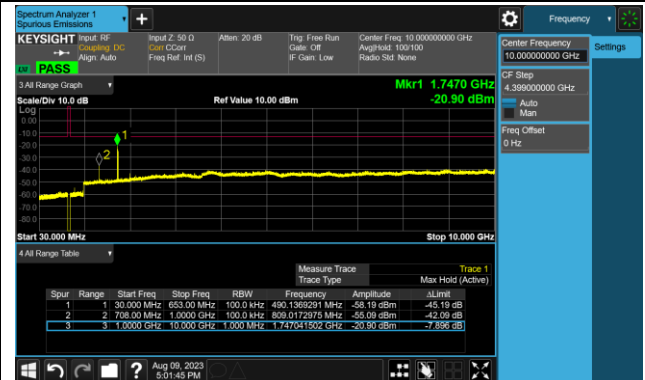 Spectrum Analyzer 1
Spurious Emissions
+
Frequency
KEYSIGHT
Input: RF
Coupling: DC
Align: Auto
Input Z: 50 Ω
Corr CCorr
Freq Ref: Int (S)
Atten: 20 dB
Trig: Free Run
Gate: Off
IF Gain: Low
Center Freq: 10.000000000 GHz
Avg|Hold: 100/100
Radio Std: None
PASS
Center Frequency
10.000000000 GHz
Settings
CF Step
4.399000000 GHz
Auto
Man
Freq Offset
0 Hz
3 All Range Graph
Mkr1 1.7470 GHz
Scale/Div 10.0 dB
Ref Value 10.00 dBm
-20.90 dBm
Log
0.00
-10.0
-20.0
-30.0
-40.0
-50.0
-60.0
-70.0
-80.0
1
2
Start 30.000 MHz
Stop 10.000 GHz
4 All Range Table
Measure Trace Trace 1
Trace Type Max Hold (Active)
Spur Range Start Freq Stop Freq RBW Frequency Amplitude ΔLimit
1 1 30.000 MHz 653.00 MHz 100.0 kHz 490.1369291 MHz -58.19 dBm -45.19 dB
2 2 708.00 MHz 1.0000 GHz 100.0 kHz 809.0172975 MHz -55.09 dBm -42.09 dB
3 3 1.0000 GHz 10.000 GHz 1.000 MHz 1.747041502 GHz -20.90 dBm -7.896 dB
?
Aug 09, 2023
5:01:45 PM